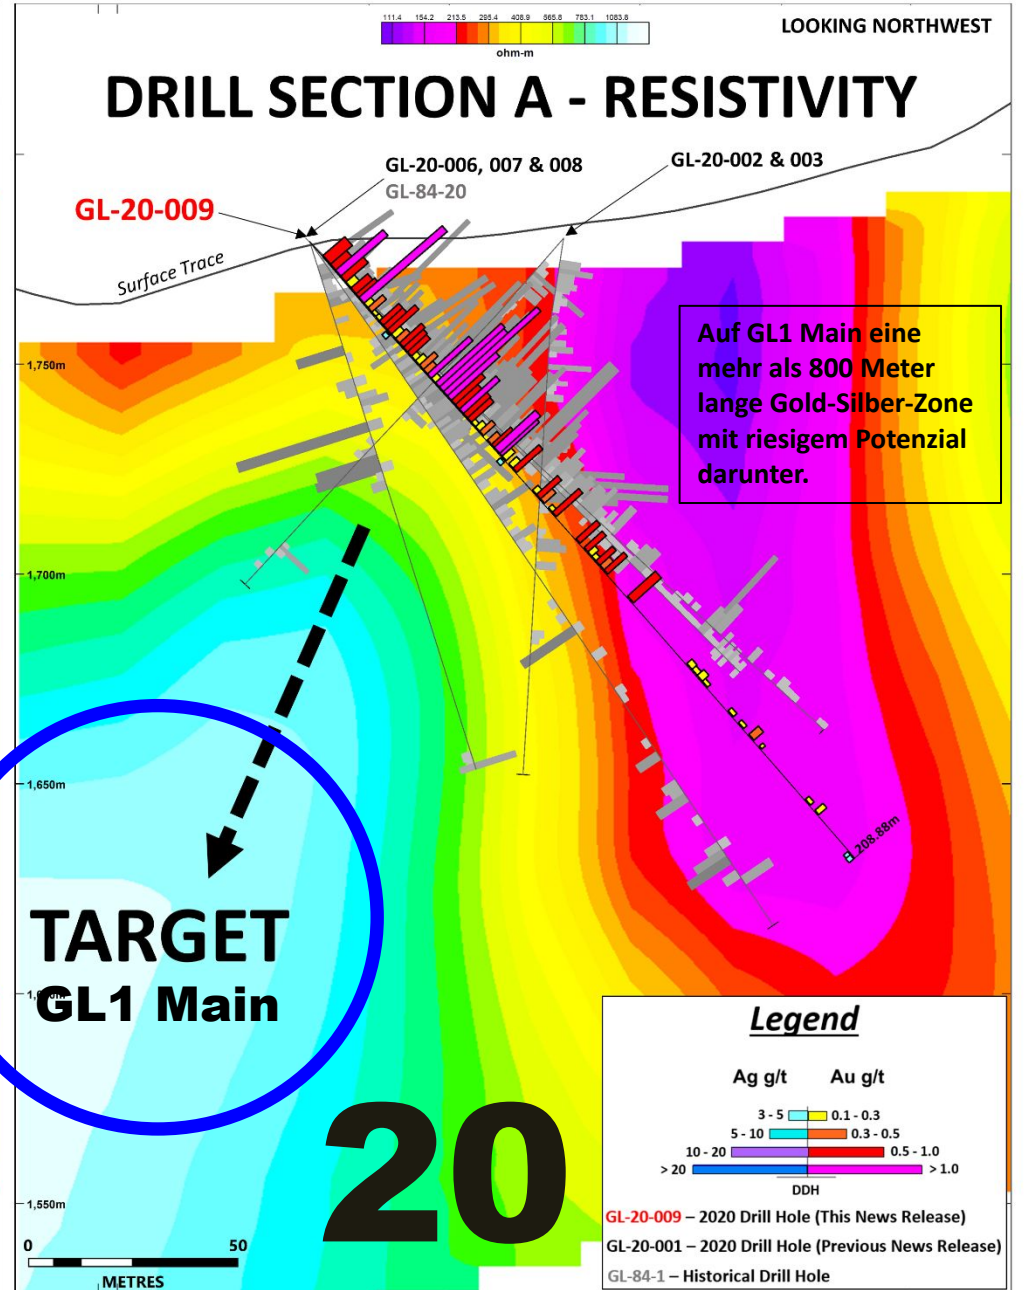 111.4 154.2 213.5 295.4 408.9 565.8 783.1 1083.8
ohm-m
LOOKING NORTHWEST
DRILL SECTION A - RESISTIVITY
GL-20-006, 007 & 008
GL-20-002 & 003
GL-84-20
GL-20-009
Surface Trace
Auf GL1 Main eine
mehr als 800 Meter
lange Gold-Silber-Zone
mit riesigem Potenzial
darunter.
1,750m
1,700m
1,650m
208.88m
TARGET
GL1 Main
1,550m
20
0 50
METRES
Legend
Ag g/t Au g/t
3 - 5 0.1 - 0.3
5 - 10 0.3 - 0.5
10 - 20 0.5 - 1.0
> 20 > 1.0
DDH
GL-20-009 – 2020 Drill Hole (This News Release)
GL-20-001 – 2020 Drill Hole (Previous News Release)
GL-84-1 – Historical Drill Hole